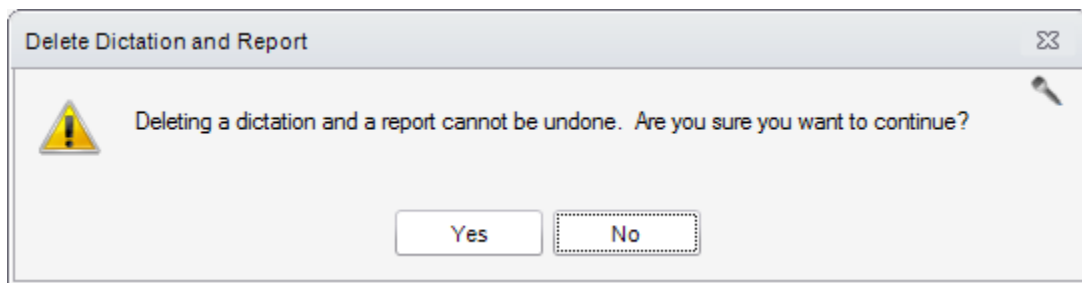 Delete Dictation and Report
Deleting a dictation and a report cannot be undone.  Are you sure you want to continue?
Yes No